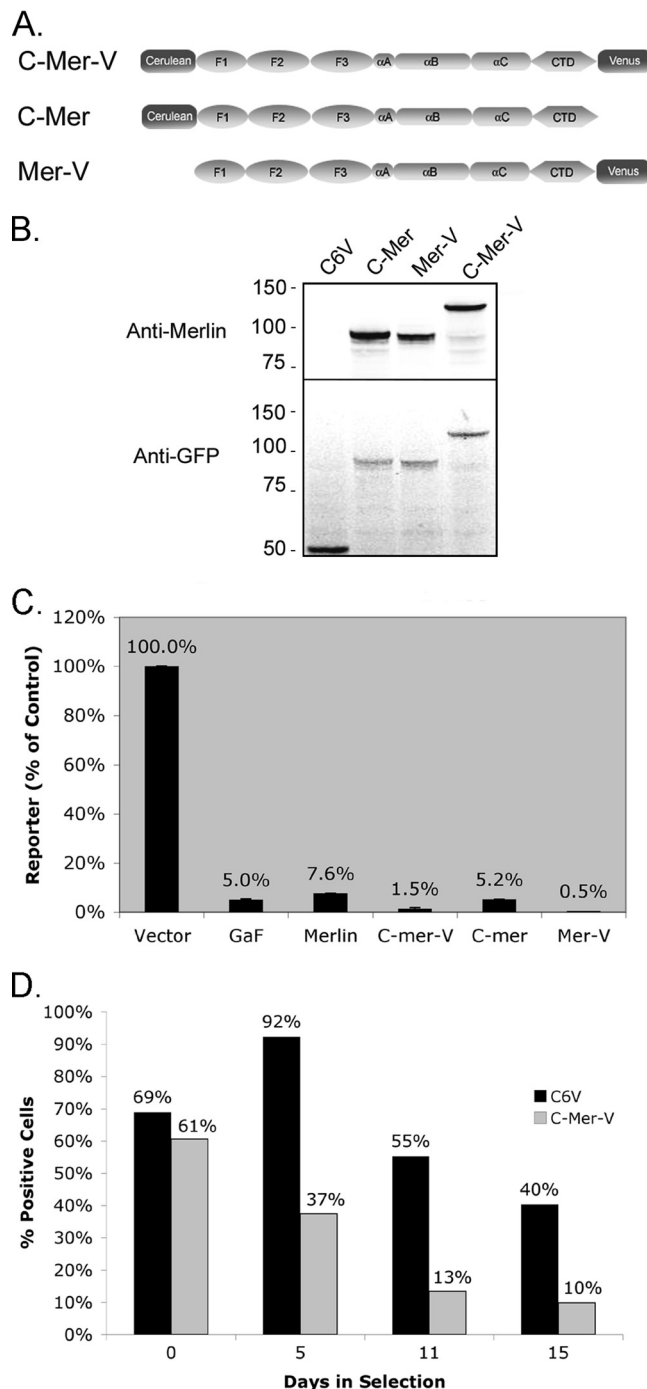 A.
C-Mer-V Cerulean F1 F2 F3 αA αB αC CTD Venus
C-Mer Cerulean F1 F2 F3 αA αB αC CTD
Mer-V F1 F2 F3 αA αB αC CTD Venus
B.
C6V C-Mer Mer-V C-Mer-V
150 -
Anti-Merlin 100 -
75 -
150 -
Anti-GFP 100 -
75 -
50 -
C.
Reporter (% of Control)
120%
100%
80%
60%
40%
20%
0%
100.0% 5.0% 7.6% 1.5% 5.2% 0.5%
Vector GaF Merlin C-mer-V C-mer Mer-V
D.
% Positive Cells
100%
90%
80%
70%
60%
50%
40%
30%
20%
10%
0%
69% 61% 92% 37% 55% 13% 40% 10%
C6V
C-Mer-V
0 5 11 15
Days in Selection